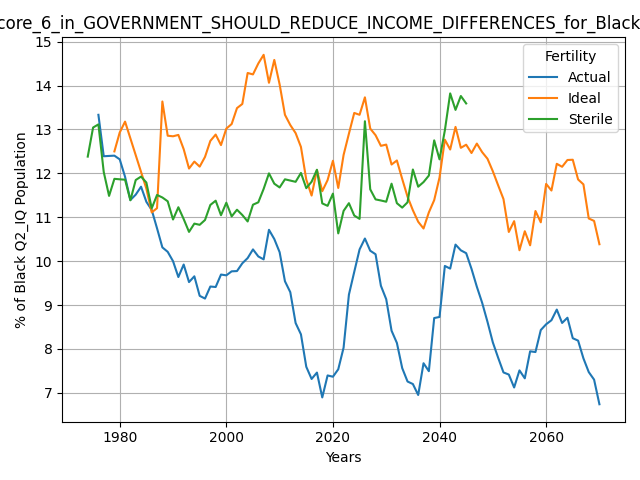 core_6_in_GOVERNMENT_SHOULD_REDUCE_INCOME_DIFFERENCES_for_Black
15
14
13
12
11
10
9
8
7
% of Black Q2_IQ Population
Fertility
Actual
Ideal
Sterile
1980 2000 2020 2040 2060
Years